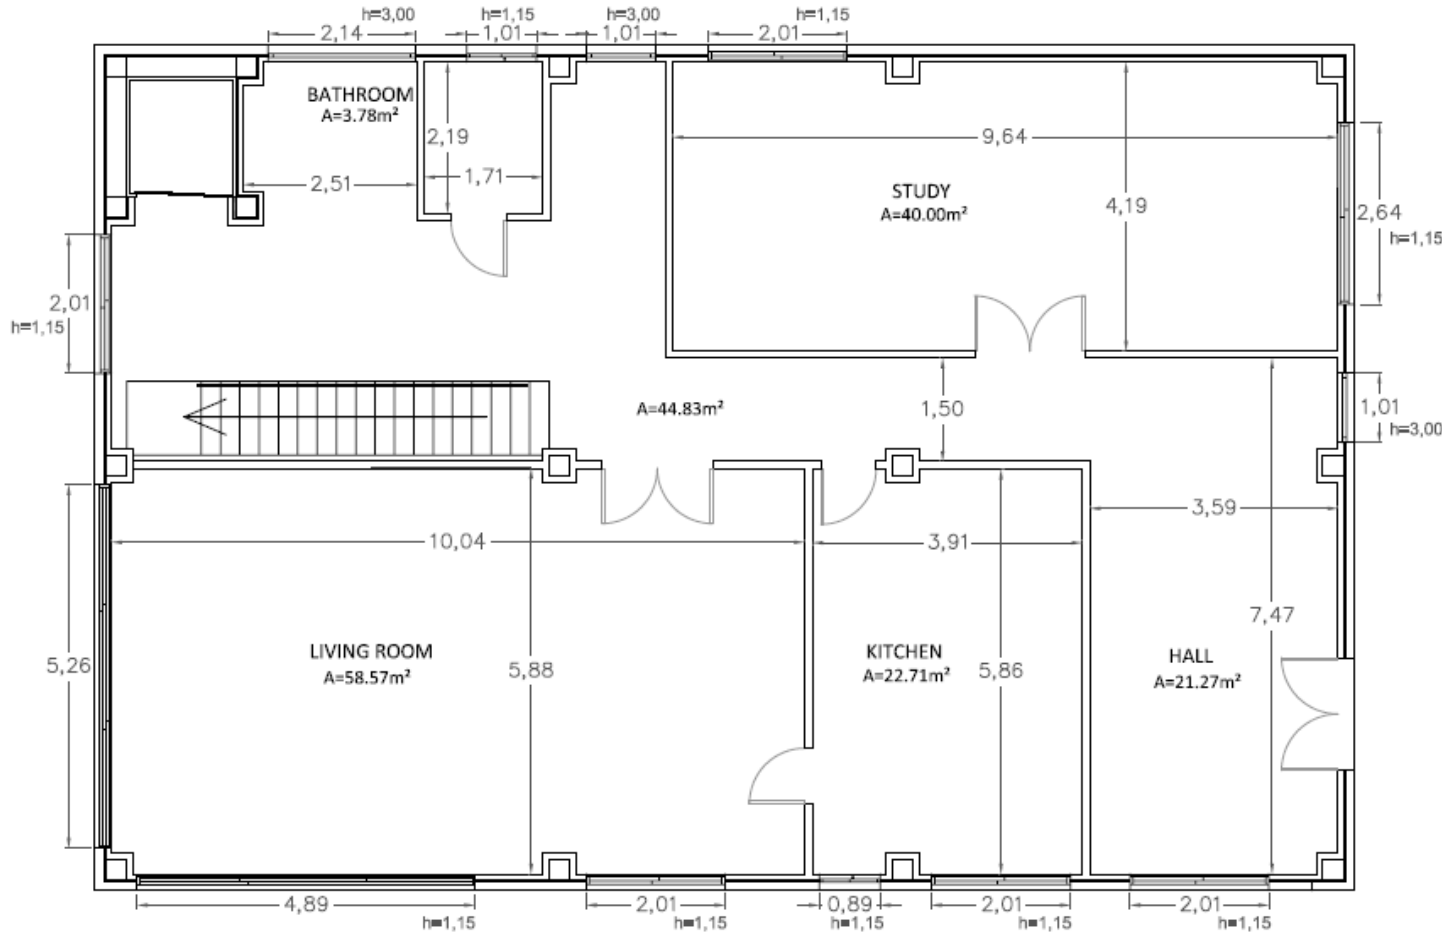 h=3,00
h=1,15
h=3,00
h=1,15
2,14
1,01
1,01
2,01
BATHROOM
A=3.78m²
2,19
9,64
1,71
2,51
STUDY
A=40.00m²
4,19
2,64
h=1,15
2,01
h=1,15
A=44.83m²
1,50
1,01
h=3,00
3,59
10,04
3,91
7,47
LIVING ROOM
A=58.57m²
5,26
5,88
KITCHEN
A=22.71m²
5,86
HALL
A=21.27m²
4,89
h=1,15
2,01
h=1,15
0,89
h=1,15
2,01
h=1,15
2,01
h=1,15